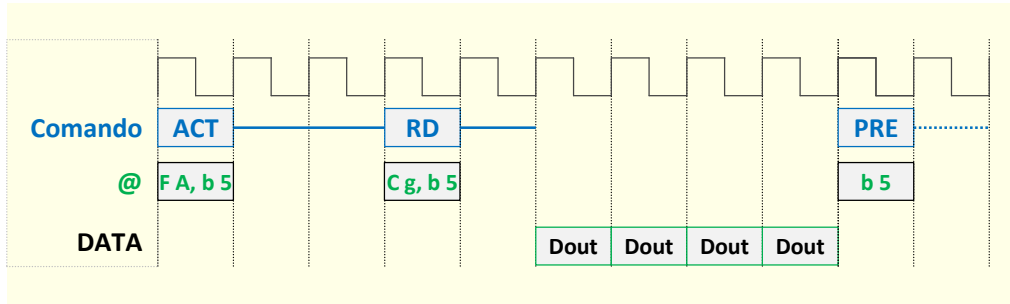 Comando ACT RD PRE
@ F A, b 5 C g, b 5 b 5
DATA Dout Dout Dout Dout